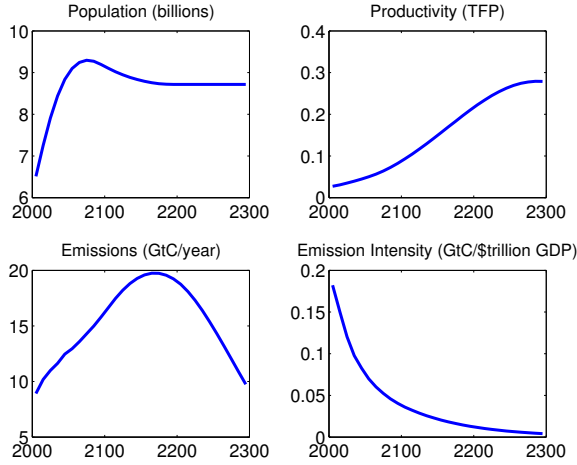 Population (billions)
10
9
8
7
6
2000 2100 2200 2300
Productivity (TFP)
0.4
0.3
0.2
0.1
0
2000 2100 2200 2300
Emissions (GtC/year)
20
15
10
5
2000 2100 2200 2300
Emission Intensity (GtC/$trillion GDP)
0.2
0.15
0.1
0.05
0
2000 2100 2200 2300